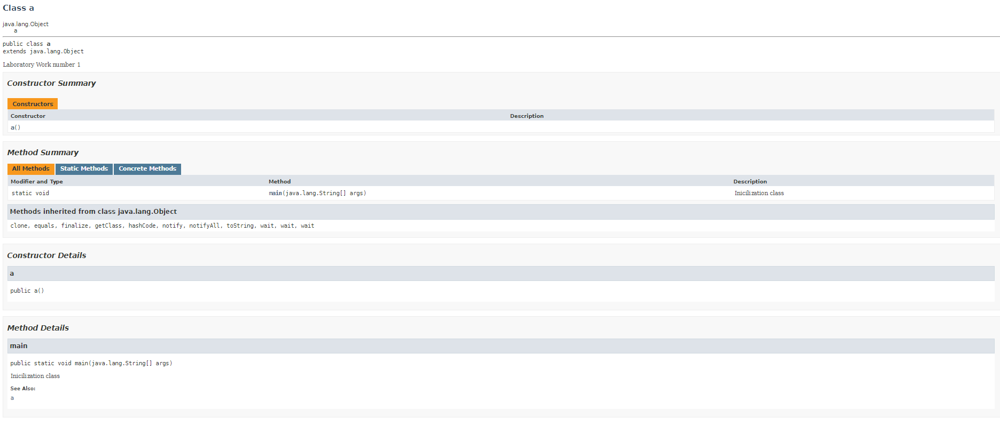 Class a
java.lang.Object
a
public class a
extends java.lang.Object
Laboratory Work number 1
Constructor Summary
Constructors
Constructor Description
a()
Method Summary
All Methods Static Methods Concrete Methods
Modifier and Type Method Description
static void main(java.lang.String[] args) Inicilization class
Methods inherited from class java.lang.Object
clone, equals, finalize, getClass, hashCode, notify, notifyAll, toString, wait, wait, wait
Constructor Details
a
public a()
Method Details
main
public static void main(java.lang.String[] args)
Inicilization class
See Also:
a